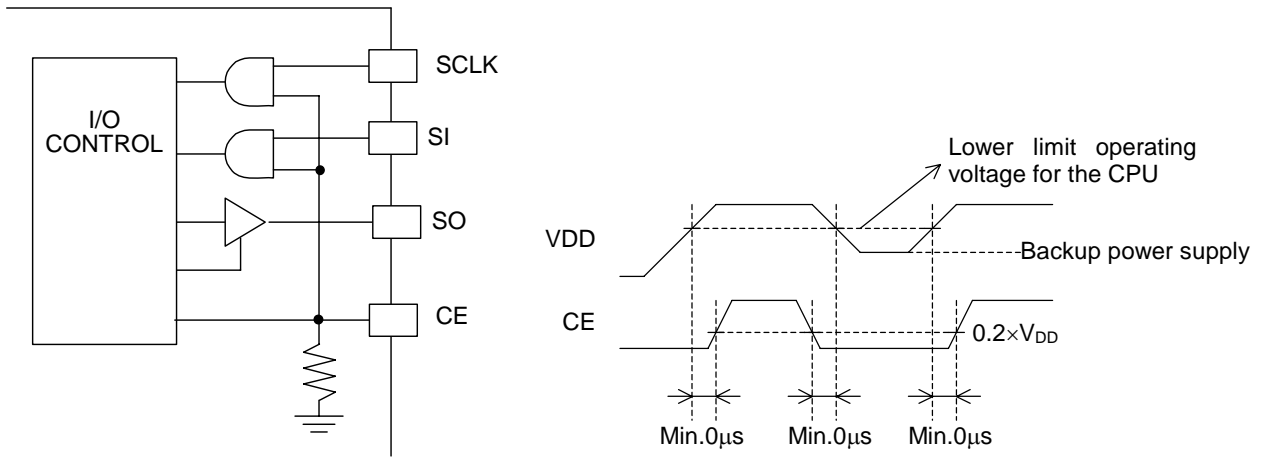 I/O
CONTROL
SCLK
SI
SO
CE
Lower limit operating
voltage for the CPU
VDD
Backup power supply
CE
0.2×VDD
Min.0μs
Min.0μs
Min.0μs